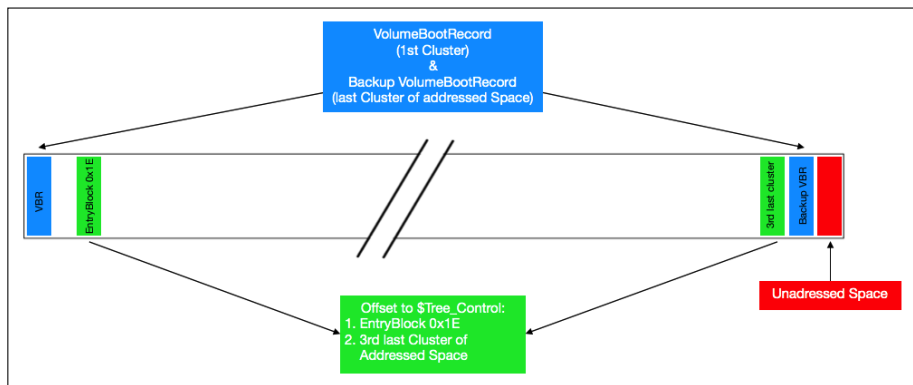 VolumeBootRecord
(1st Cluster)
&
Backup VolumeBootRecord
(last Cluster of addressed Space)
VBR
EntryBlock 0x1E
3rd last cluster
Backup VBR
Unadressed Space
Offset to $Tree_Control:
1. EntryBlock 0x1E
2. 3rd last Cluster of
Addressed Space